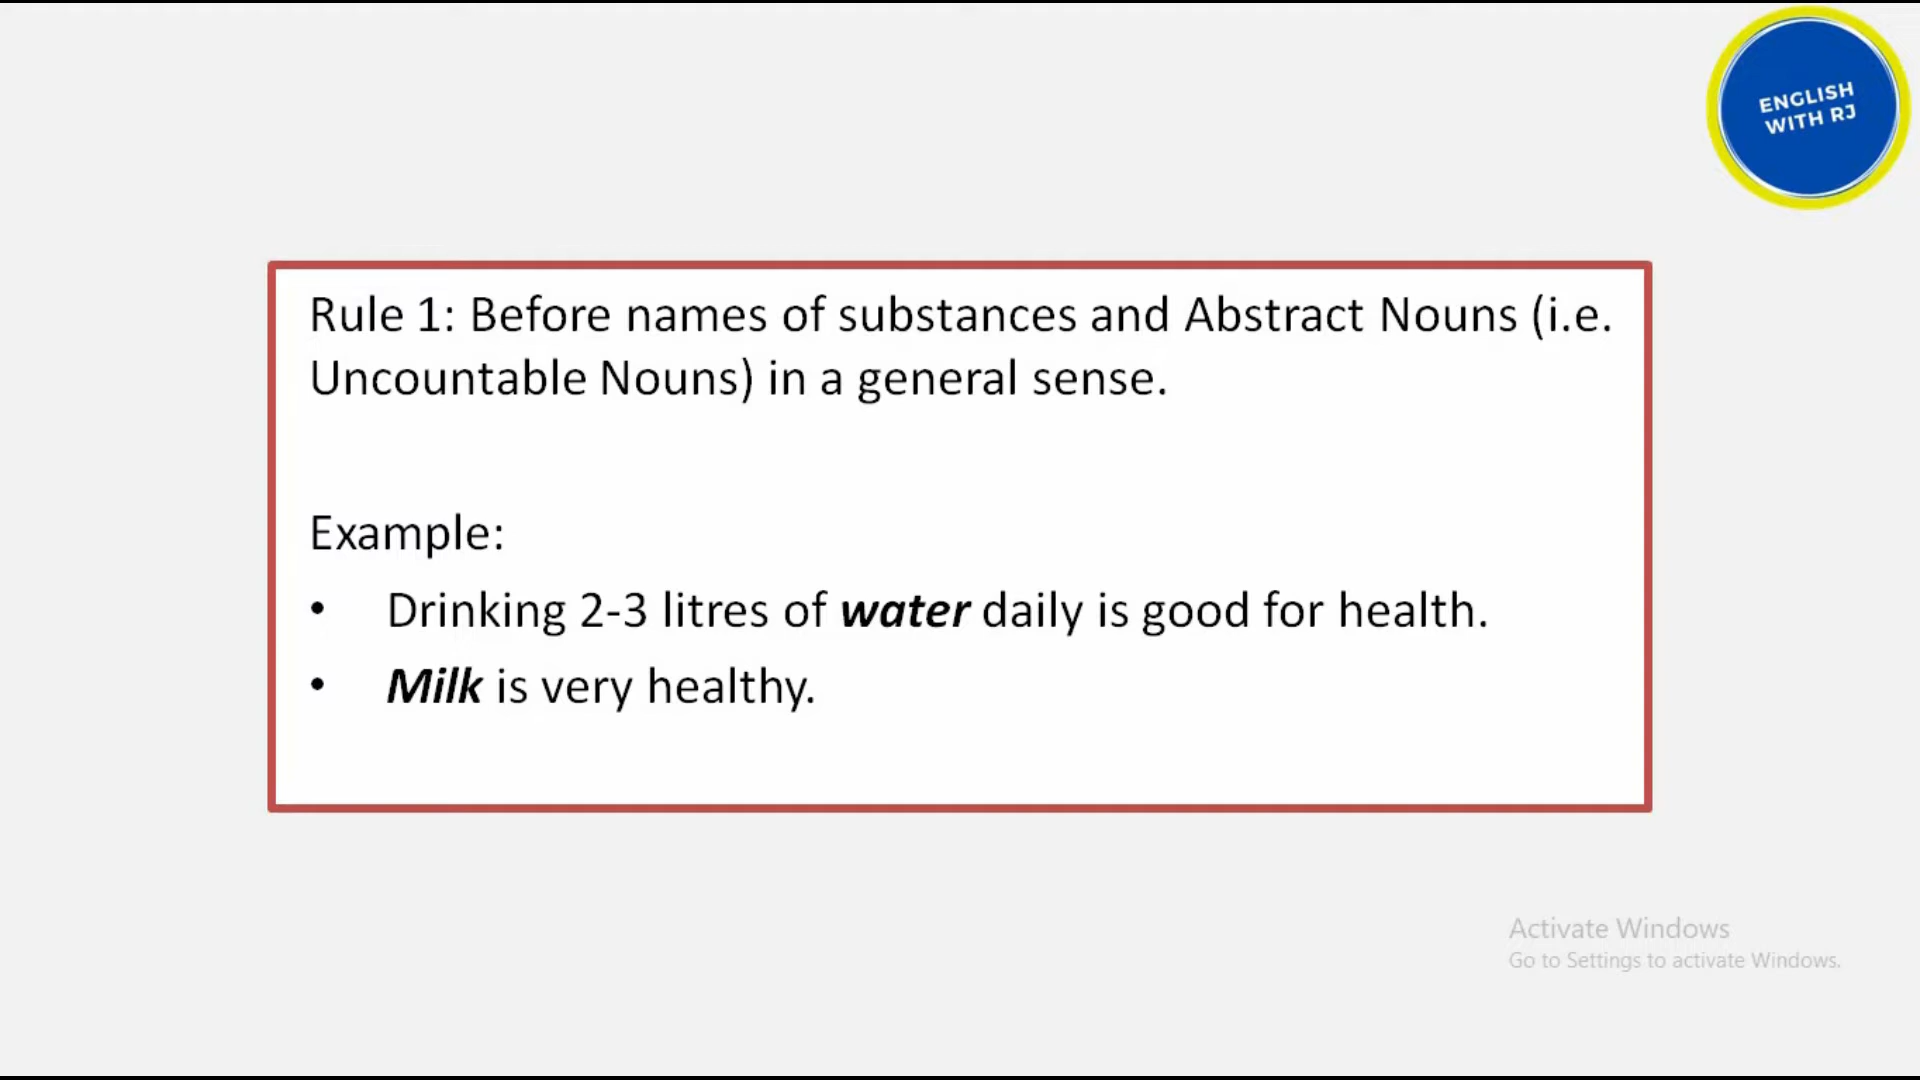 ENGLISH
WITH RJ
Rule 1: Before names of substances and Abstract Nouns (i.e.
Uncountable Nouns) in a general sense.
Example:
• Drinking 2-3 litres of water daily is good for health.
• Milk is very healthy.
Activate Windows
Go to Settings to activate Windows.